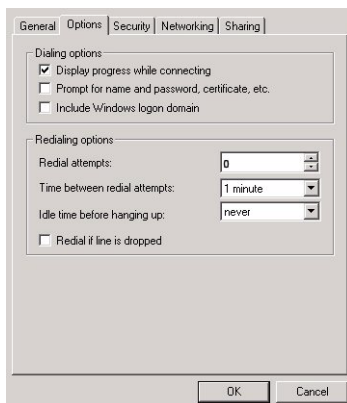 General Options Security Networking Sharing
Dialing options
Display progress while connecting
Prompt for name and password, certificate, etc.
Include Windows logon domain
Redialing options
Redial attempts: 0
Time between redial attempts: 1 minute
Idle time before hanging up: never
Redial if line is dropped
OK Cancel